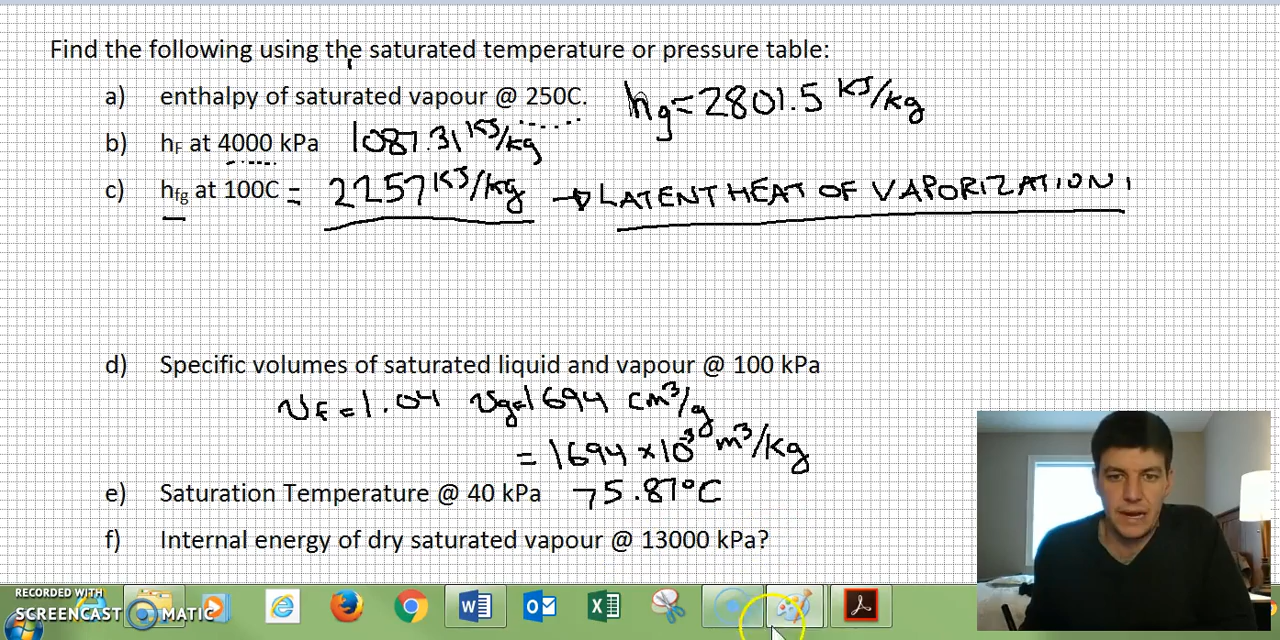 Find the following using the saturated temperature or pressure table:
a) enthalpy of saturated vapour @ 250C. hg = 2801.5 KJ/kg
b) hF at 4000 kPa 1087.31 KJ/kg
c) hfg at 100C = 2257 KJ/kg → LATENT HEAT OF VAPORIZATION
d) Specific volumes of saturated liquid and vapour @ 100 kPa
vf = 1.04 vg = 1694 cm³/g
= 1694 × 10⁻³ m³/kg
e) Saturation Temperature @ 40 kPa 75.87°C
f) Internal energy of dry saturated vapour @ 13000 kPa?
RECORDED WITH
SCREENCAST MATIC